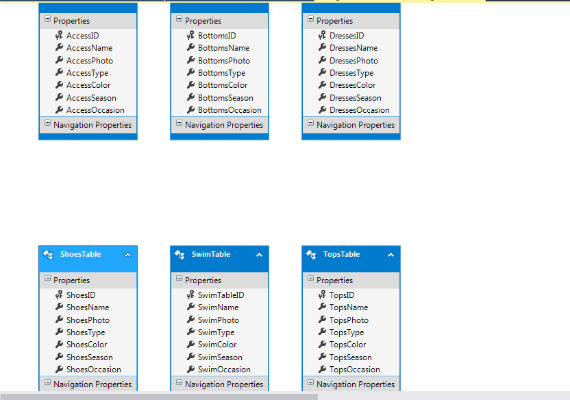 Properties
AccessID
AccessName
AccessPhoto
AccessType
AccessColor
AccessSeason
AccessOccasion
Navigation Properties
Properties
BottomsID
BottomsName
BottomsPhoto
BottomsType
BottomsColor
BottomsSeason
BottomsOccasion
Navigation Properties
Properties
DressesID
DressesName
DressesPhoto
DressesType
DressesColor
DressesSeason
DressesOccasion
Navigation Properties
ShoesTable
Properties
ShoesID
ShoesName
ShoesPhoto
ShoesType
ShoesColor
ShoesSeason
ShoesOccasion
Navigation Properties
SwimTable
Properties
SwimTableID
SwimName
SwimPhoto
SwimType
SwimColor
SwimSeason
SwimOccasion
Navigation Properties
TopsTable
Properties
TopsID
TopsName
TopsPhoto
TopsType
TopsColor
TopsSeason
TopsOccasion
Navigation Properties